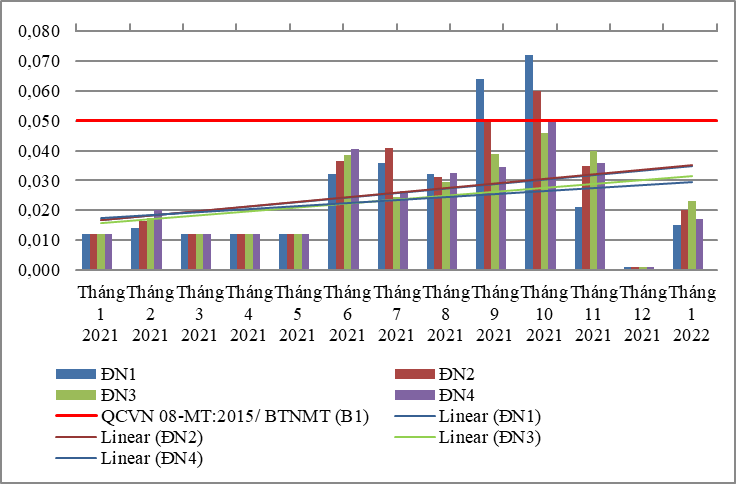 0,080
0,070
0,060
0,050
0,040
0,030
0,020
0,010
0,000
Tháng Tháng Tháng Tháng Tháng Tháng Tháng Tháng Tháng Tháng Tháng Tháng Tháng
1 2 3 4 5 6 7 8 9 10 11 12 1
2021 2021 2021 2021 2021 2021 2021 2021 2021 2021 2021 2021 2022
ĐN1 ĐN2
ĐN3 ĐN4
QCVN 08-MT:2015/ BTNMT (B1) Linear (ĐN1)
Linear (ĐN2) Linear (ĐN3)
Linear (ĐN4)